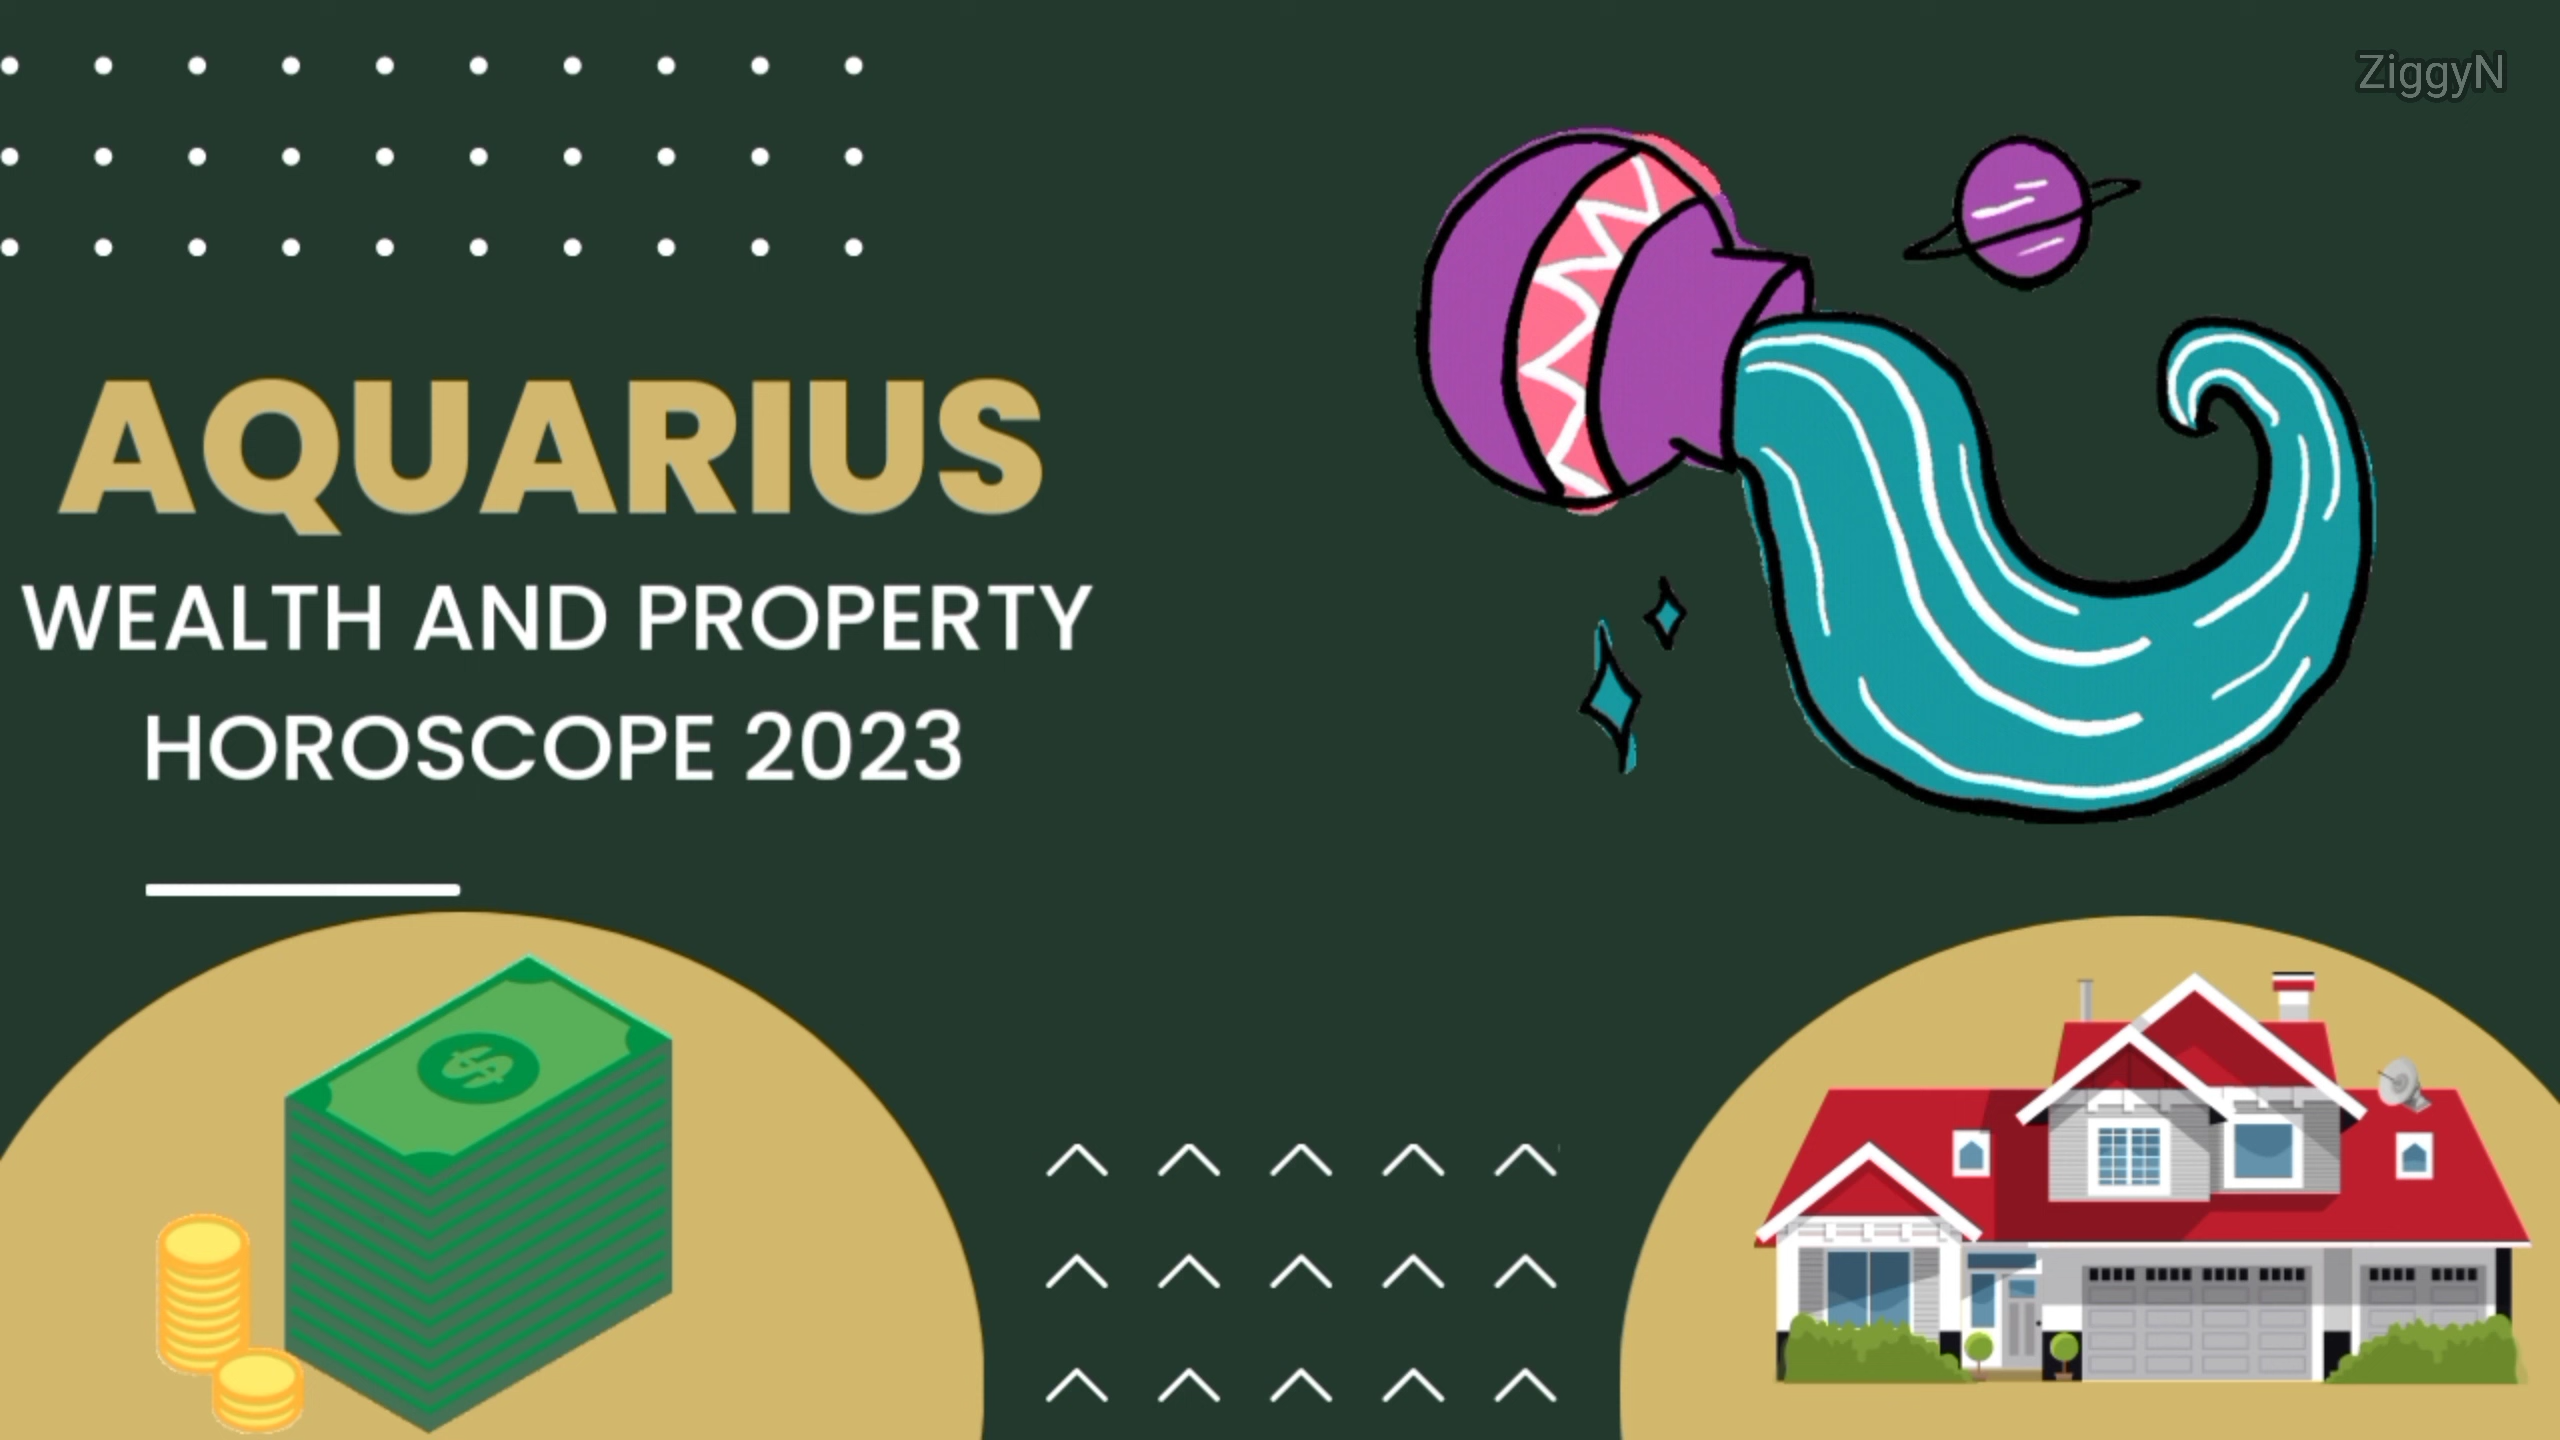 ZiggyN
AQUARIUS
WEALTH AND PROPERTY
HOROSCOPE 2023
$